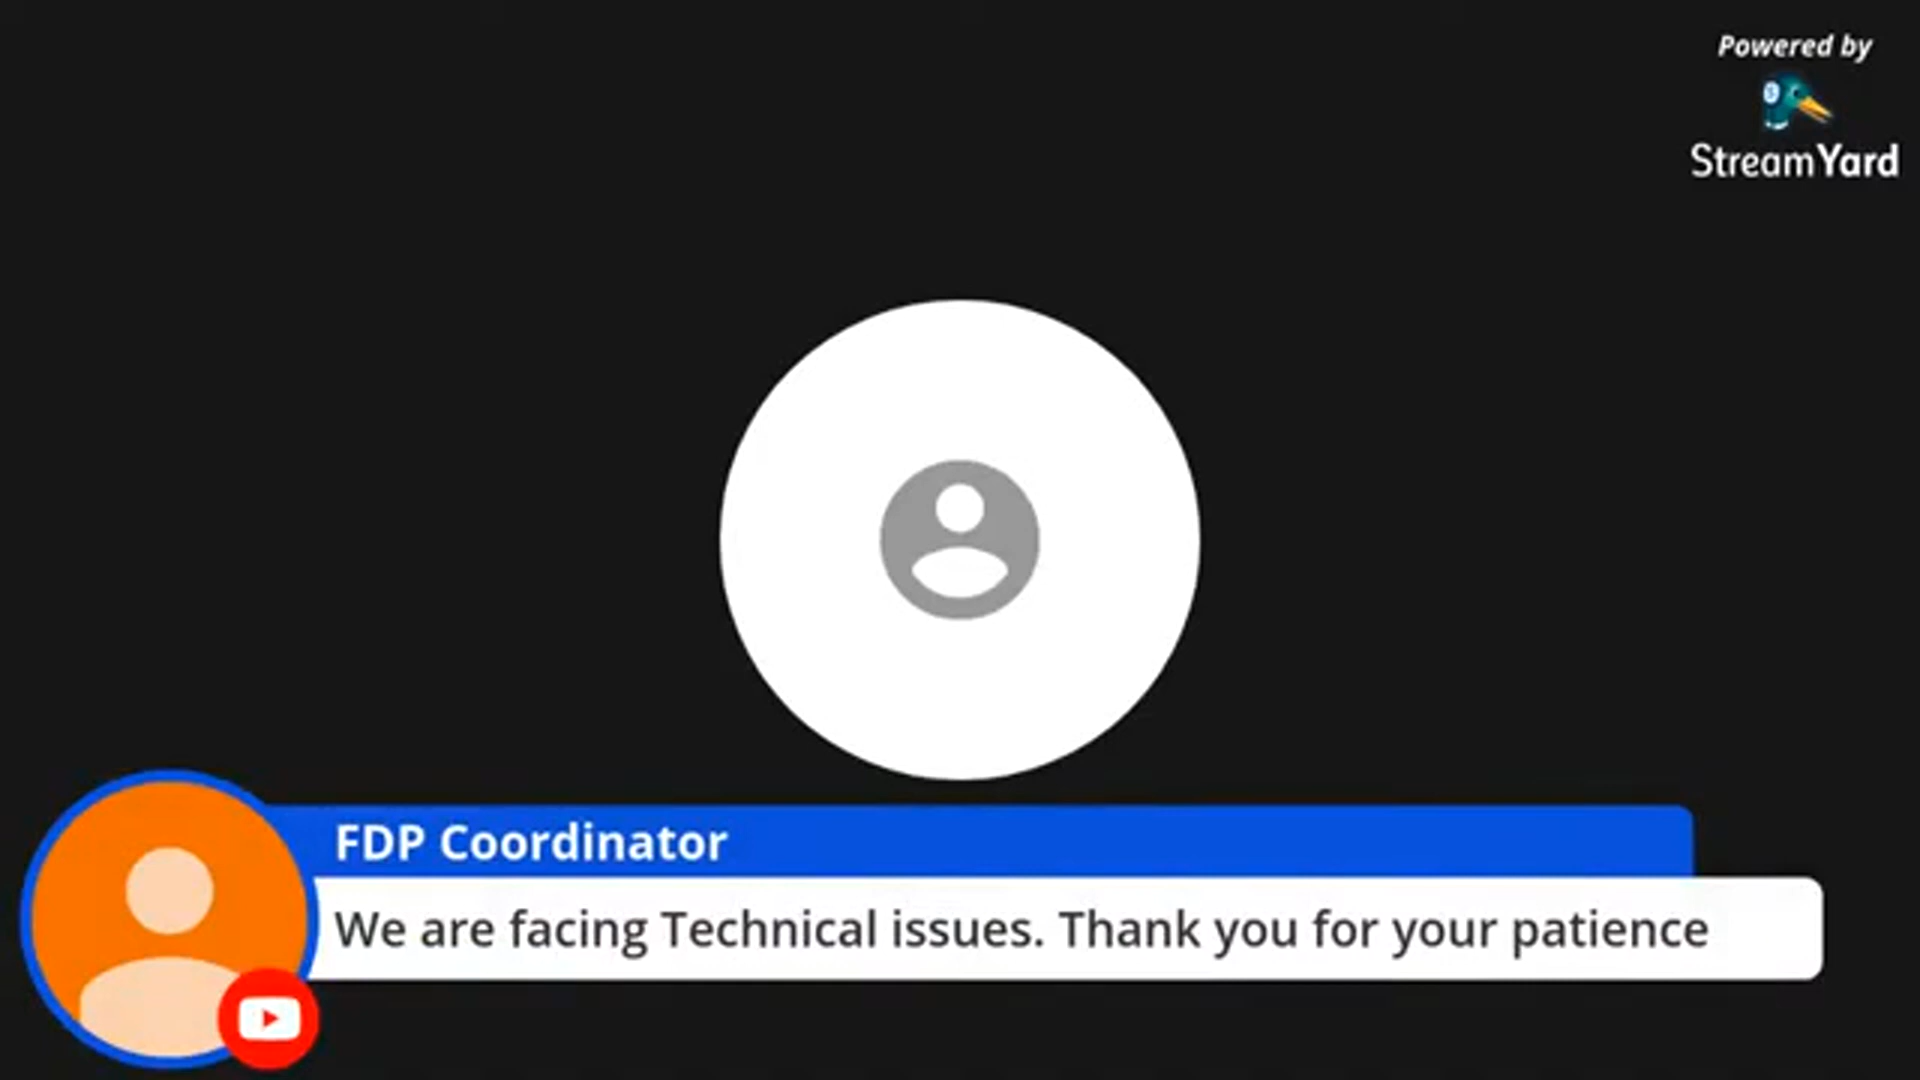 Powered by
StreamYard
FDP Coordinator
We are facing Technical issues. Thank you for your patience